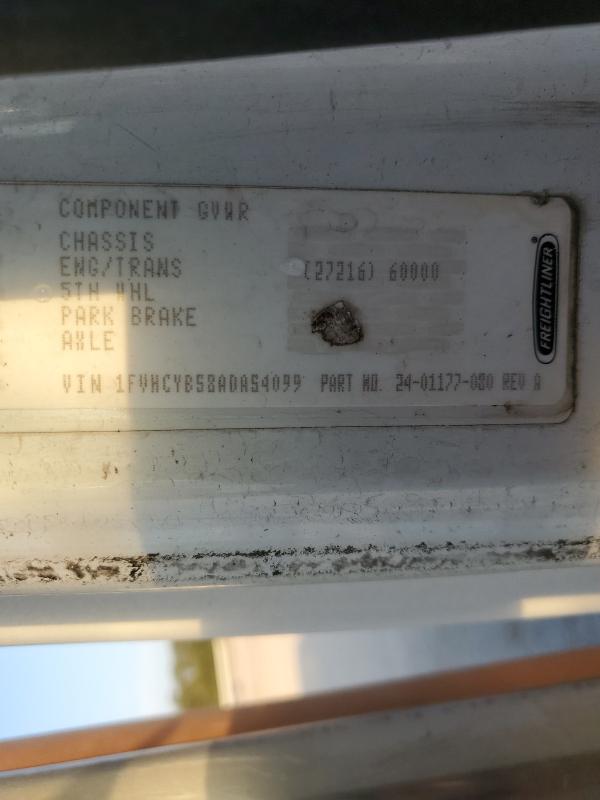 COMPONENT GVWR
CHASSIS
ENG/TRANS (27216) 60000
5TH WHL
PARK BRAKE
AXLE
VIN 1FVHCYBS8ADAS4099 PART NO. 24-01177-080 REV A
FREIGHTLINER®